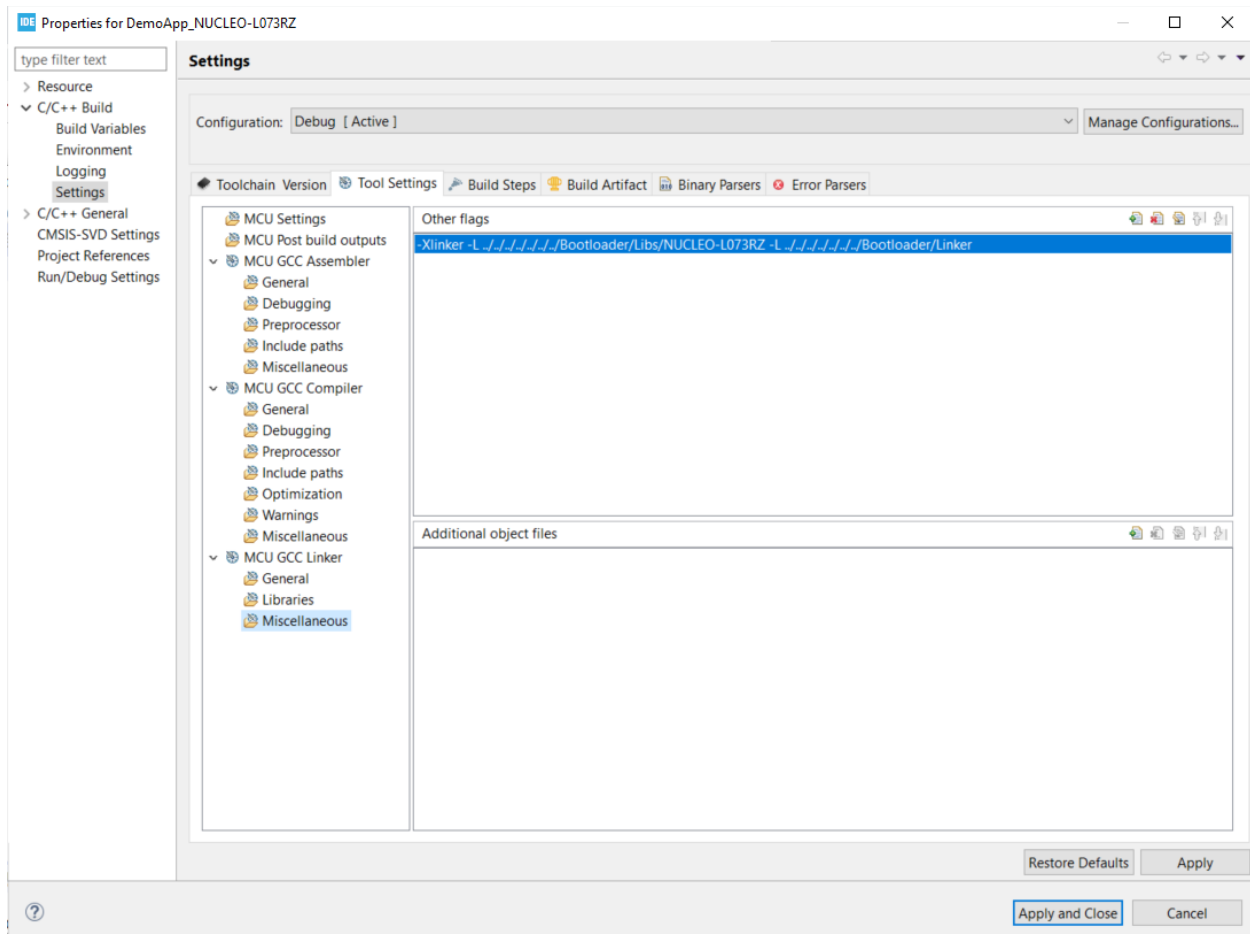 IDE Properties for DemoApp_NUCLEO-L073RZ
type filter text
Resource
C/C++ Build
Build Variables
Environment
Logging
Settings
C/C++ General
CMSIS-SVD Settings
Project References
Run/Debug Settings
Settings
Configuration: Debug [ Active ] Manage Configurations...
Toolchain Version Tool Settings Build Steps Build Artifact Binary Parsers Error Parsers
MCU Settings
MCU Post build outputs
MCU GCC Assembler
General
Debugging
Preprocessor
Include paths
Miscellaneous
MCU GCC Compiler
General
Debugging
Preprocessor
Include paths
Optimization
Warnings
Miscellaneous
MCU GCC Linker
General
Libraries
Miscellaneous
Other flags
-Xlinker -L ../../../../../../../Bootloader/Libs/NUCLEO-L073RZ -L ../../../../../../../Bootloader/Linker
Additional object files
Restore Defaults Apply
? Apply and Close Cancel